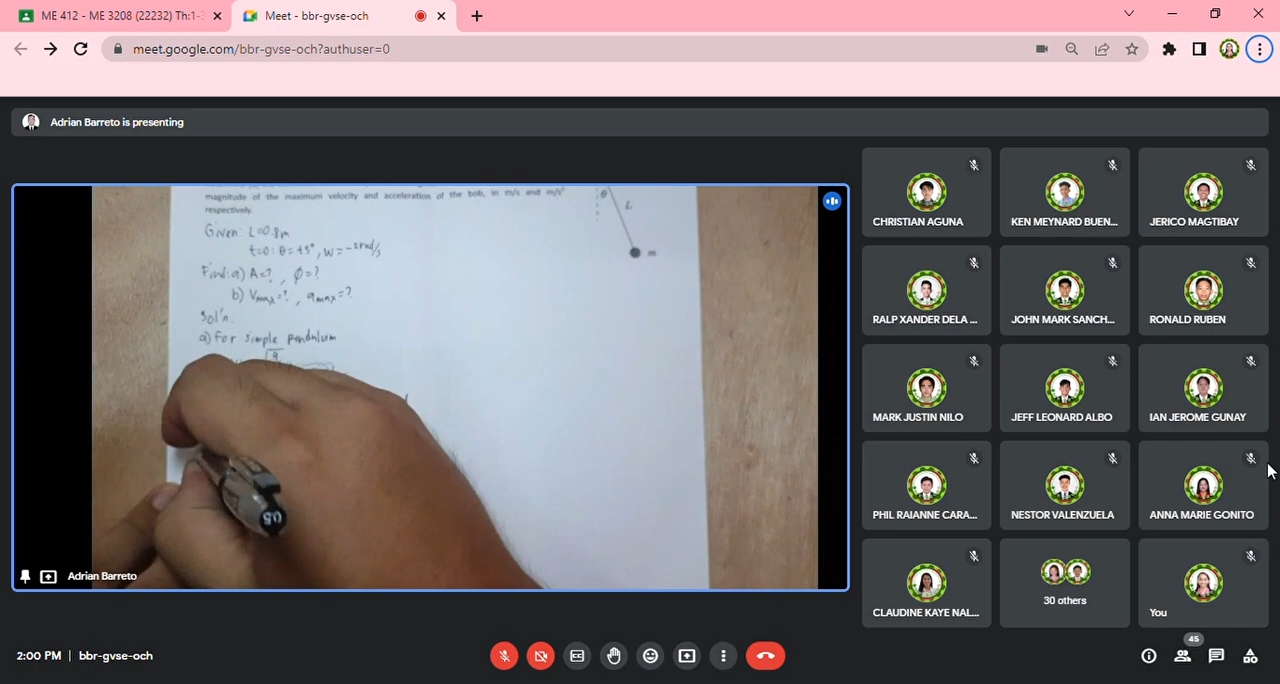 ME 412 - ME 3208 (22232) Th:1-
Meet - bbr-gvse-och
meet.google.com/bbr-gvse-och?authuser=0
Adrian Barreto is presenting
magnitude of the maximum velocity and acceleration of the bob, in m/s and m/s²
respectively.
Given: L=0.8m
t=0: θ=+5°, w=-2rad/s
Find: a) A=?, φ=?
b) Vmax=?, amax=?
Sol'n.
a) For simple pendulum
g
θ
L
m
0.5
Adrian Barreto
CHRISTIAN AGUNA
KEN MEYNARD BUEN...
JERICO MAGTIBAY
RALP XANDER DELA ...
JOHN MARK SANCH...
RONALD RUBEN
MARK JUSTIN NILO
JEFF LEONARD ALBO
IAN JEROME GUNAY
PHIL RAIANNE CARA...
NESTOR VALENZUELA
ANNA MARIE GONITO
CLAUDINE KAYE NAL...
30 others
You
2:00 PM | bbr-gvse-och
45